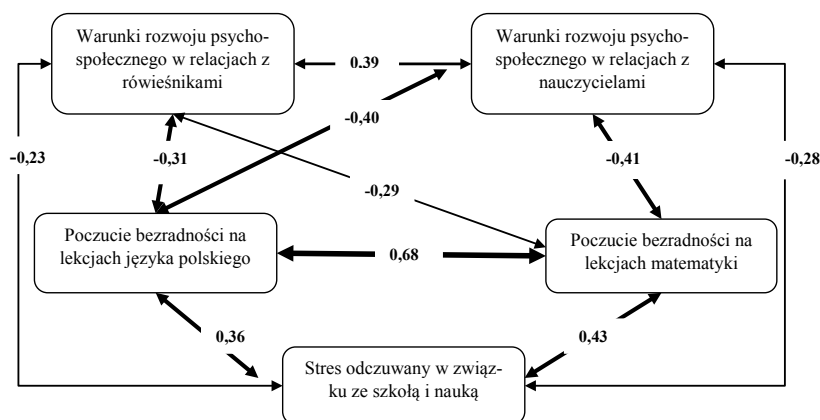 Warunki rozwoju psycho-
społecznego w relacjach z
rówieśnikami
0.39
Warunki rozwoju psycho-
społecznego w relacjach z
nauczycielami
-0,40
-0,23
-0,31
-0,41
-0,28
-0,29
Poczucie bezradności na
lekcjach języka polskiego
0,68
Poczucie bezradności na
lekcjach matematyki
0,36
0,43
Stres odczuwany w związ-
ku ze szkołą i nauką